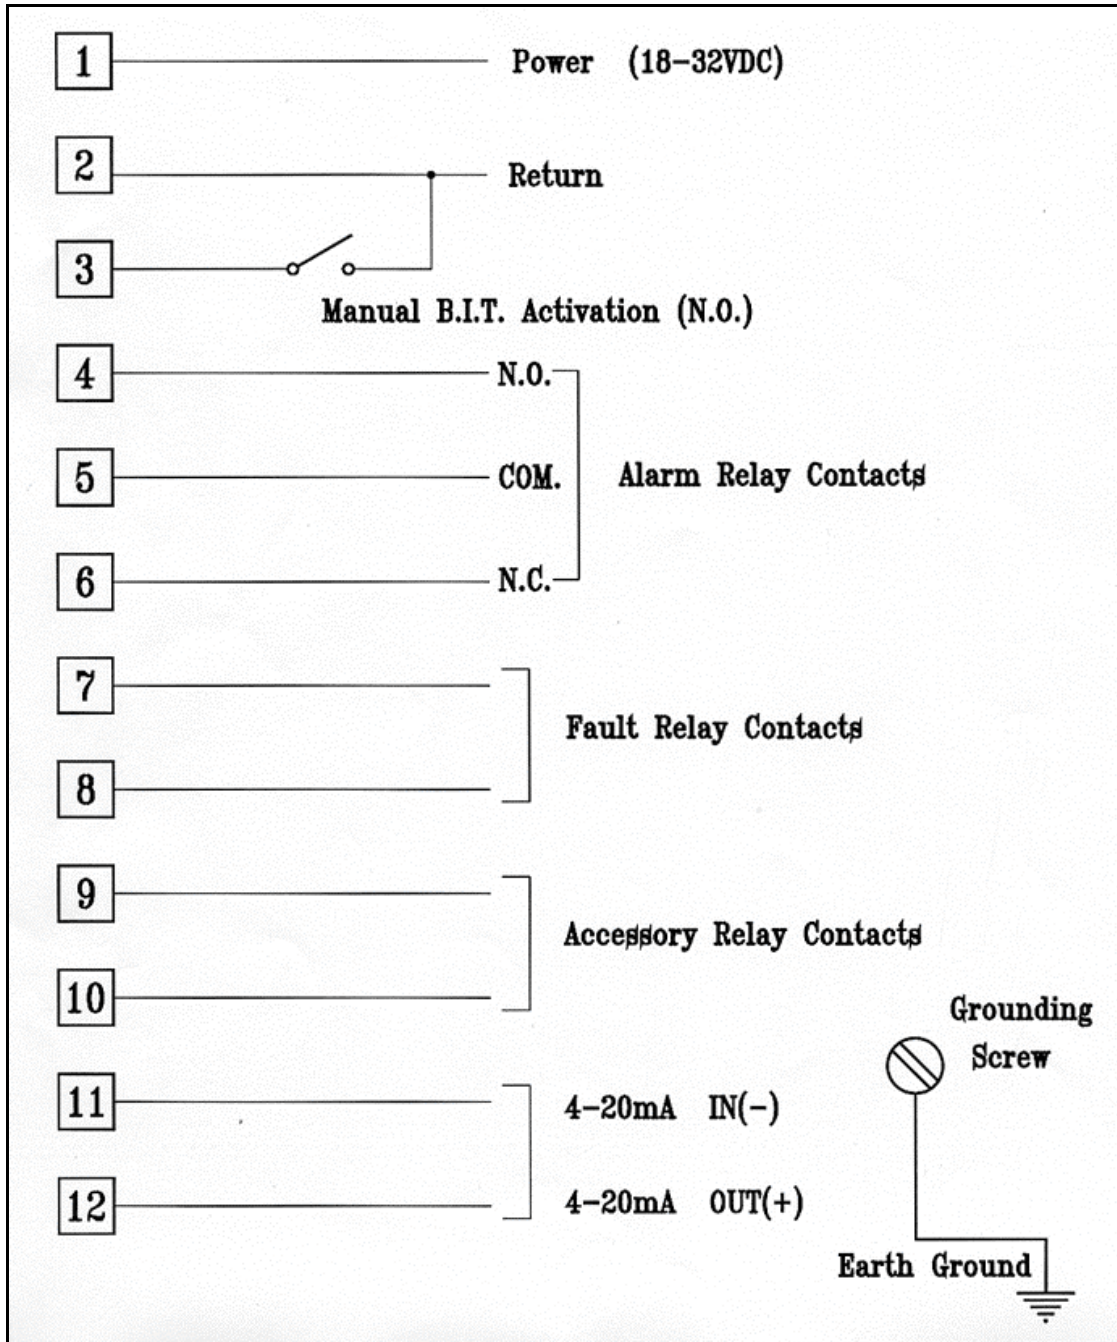 1 Power (18-32VDC)
2 Return
3
Manual B.I.T. Activation (N.O.)
4 N.O.
5 COM. Alarm Relay Contacts
6 N.C.
7
Fault Relay Contacts
8
9
Accessory Relay Contacts
10
Grounding
Screw
11 4-20mA IN(-)
12 4-20mA OUT(+)
Earth Ground